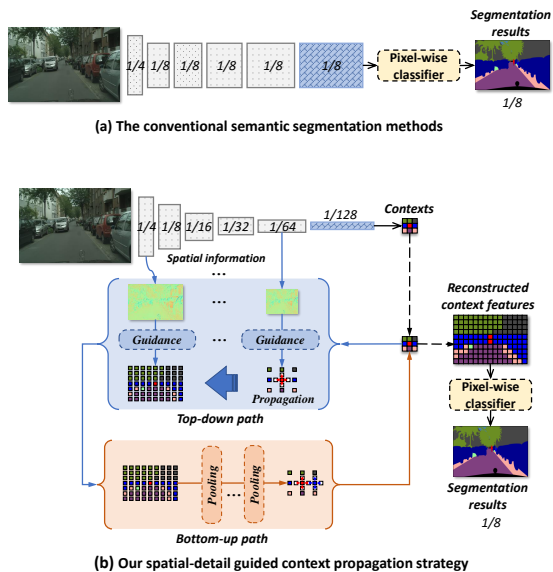 Segmentation
results
1/4
1/8
1/8
1/8
1/8
1/8
Pixel-wise
classifier
1/8
(a) The conventional semantic segmentation methods
1/4
1/8
1/16
1/32
1/64
1/128
Contexts
Spatial information
...
...
Reconstructed
context features
Guidance
...
Guidance
Propagation
Top-down path
Pixel-wise
classifier
Pooling
...
Pooling
Bottom-up path
Segmentation
results
1/8
(b) Our spatial-detail guided context propagation strategy